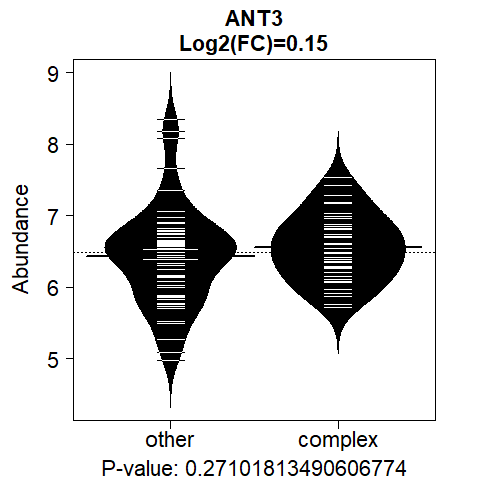 ANT3
Log2(FC)=0.15
9
8
7
6
5
Abundance
other complex
P-value: 0.27101813490606774